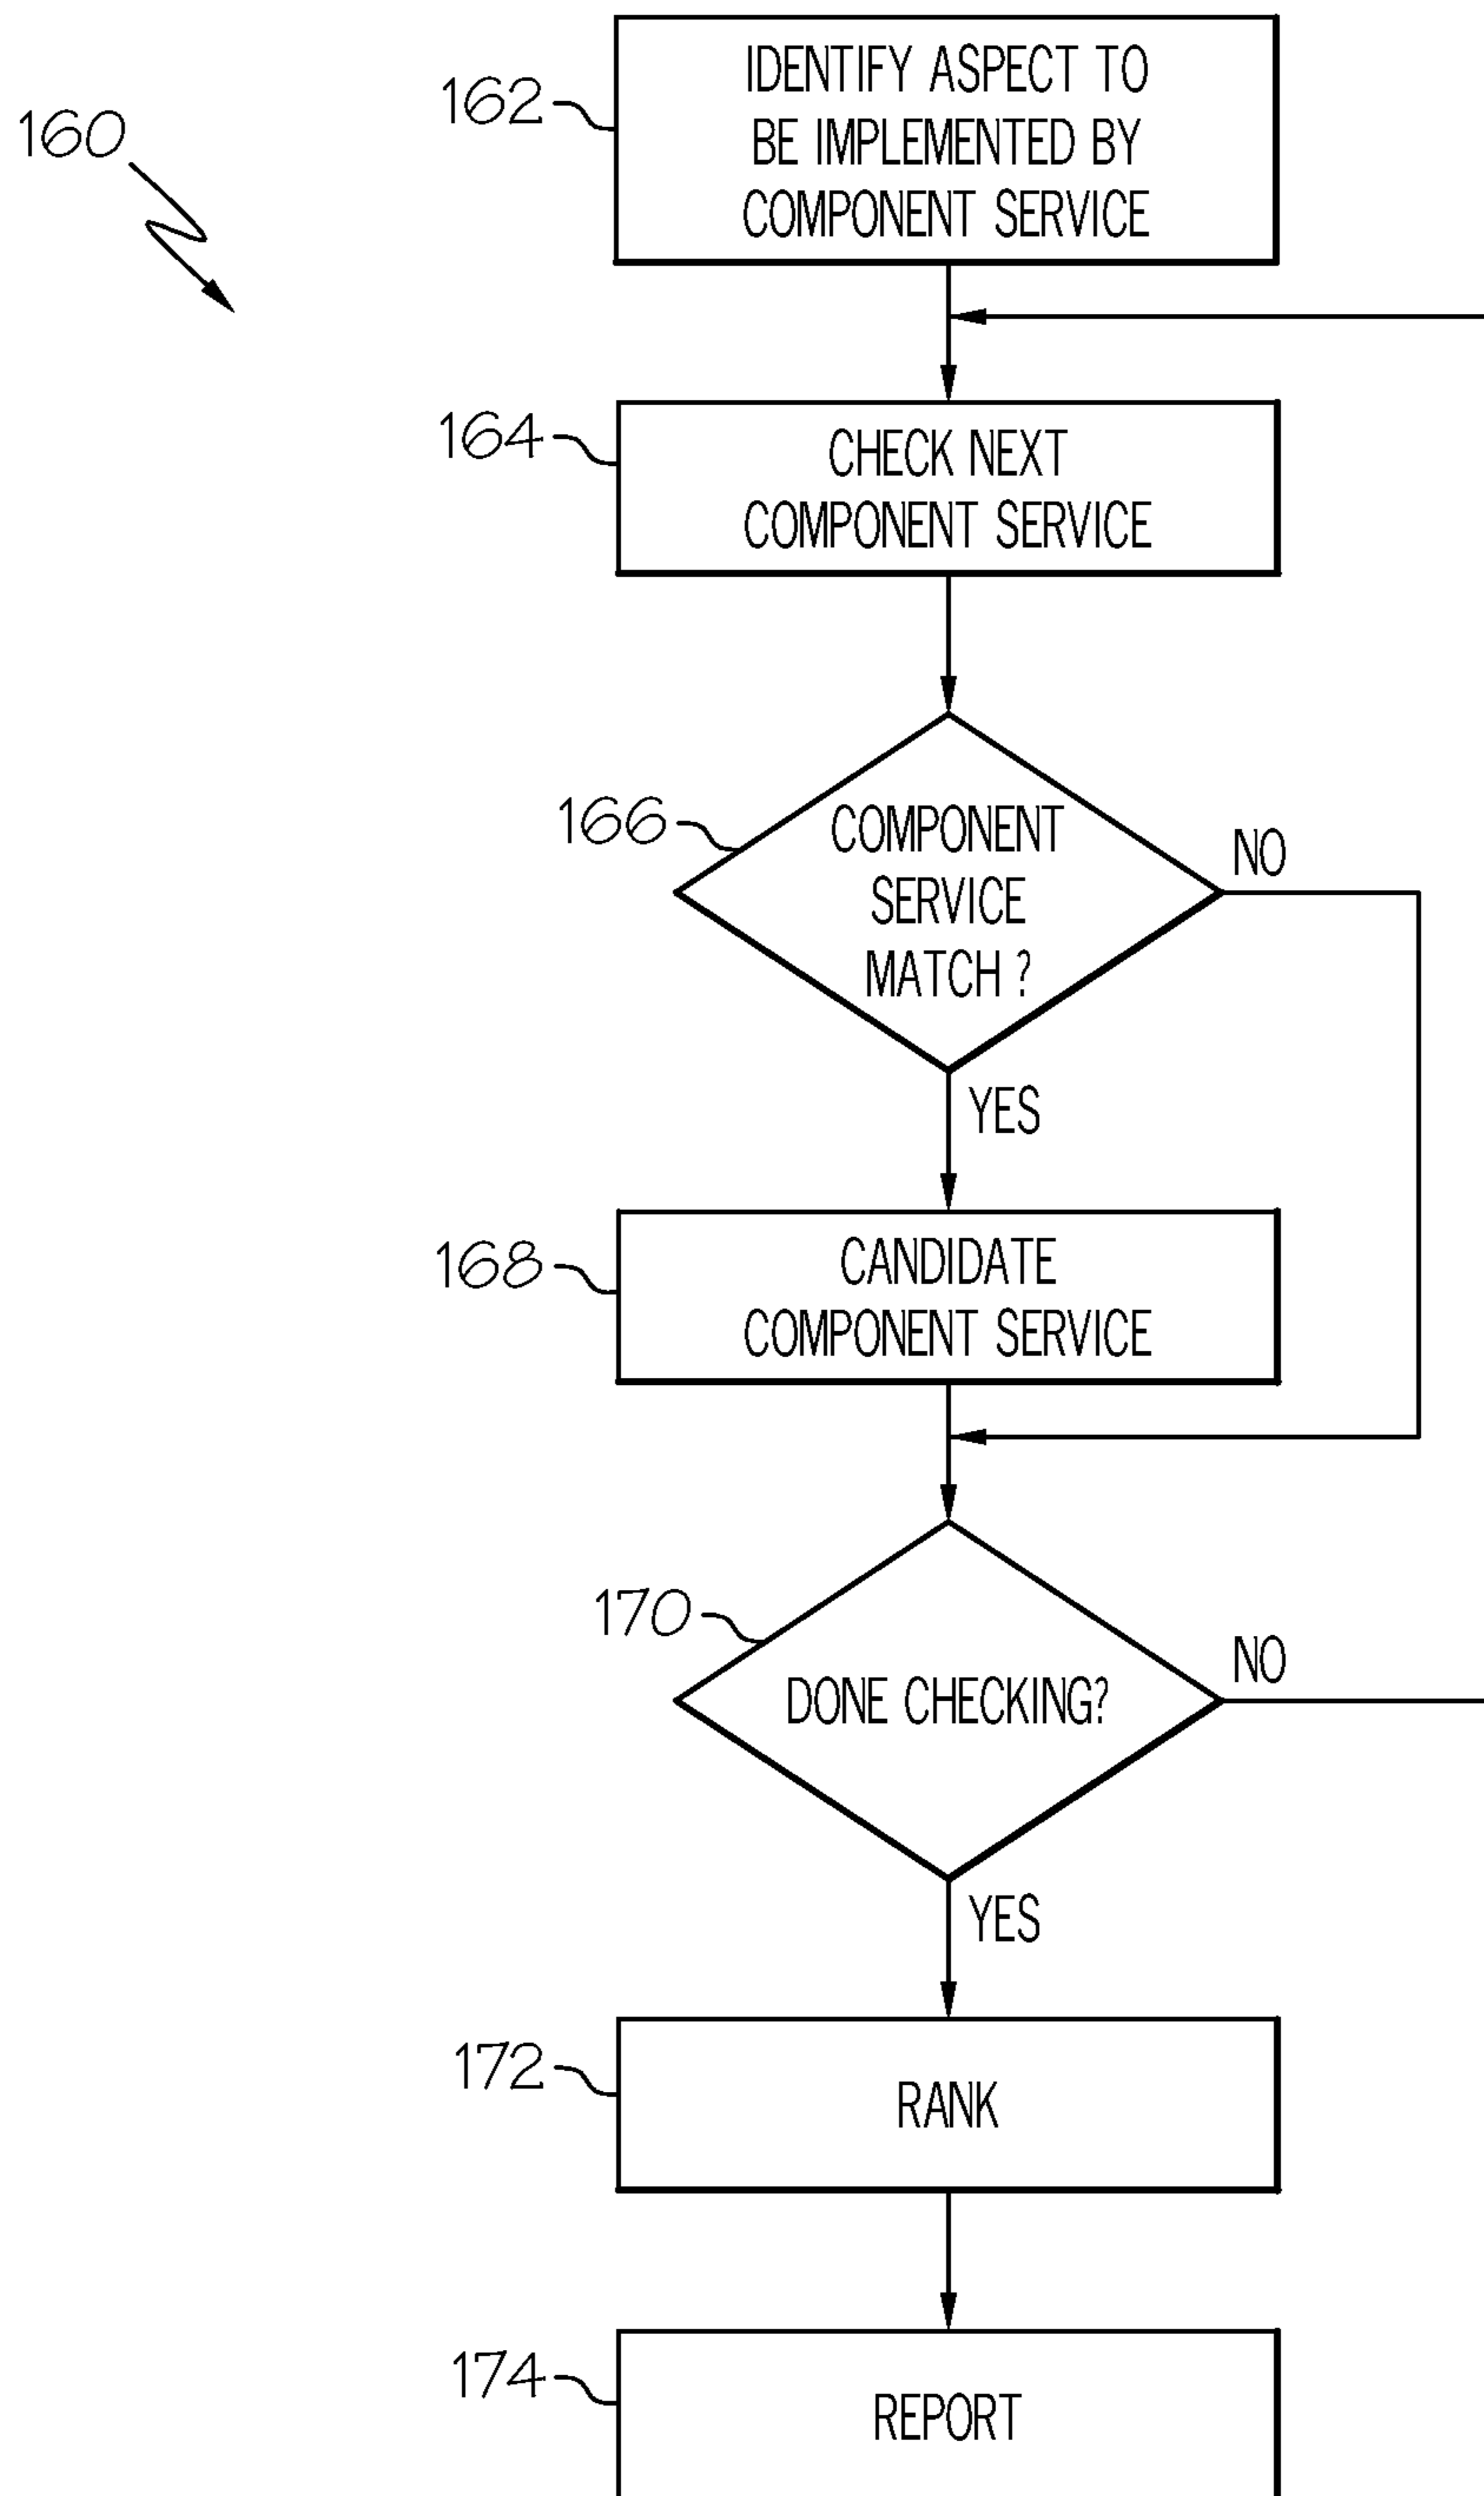 160
162
IDENTIFY ASPECT TO
BE IMPLEMENTED BY
COMPONENT SERVICE
164
CHECK NEXT
COMPONENT SERVICE
166
COMPONENT
SERVICE
MATCH ?
NO
YES
168
CANDIDATE
COMPONENT SERVICE
170
DONE CHECKING?
NO
YES
172
RANK
174
REPORT